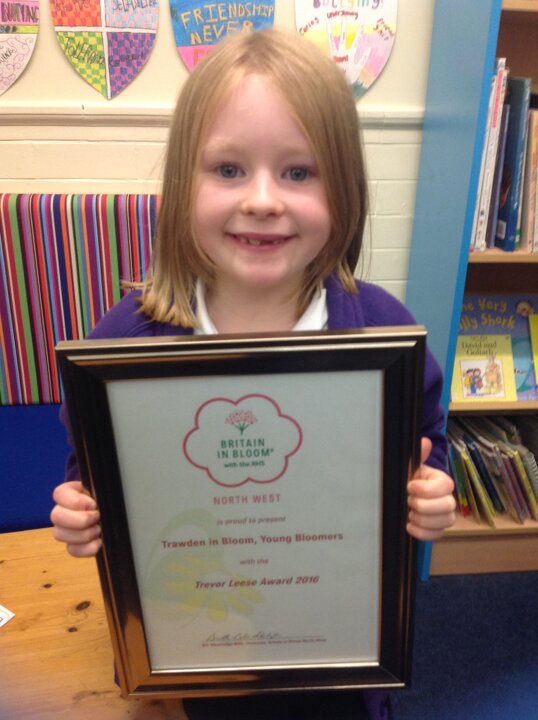 BULLYING
FRIENDSHIP
NEVER
Bullying
The Very
David and
Goliath
BRITAIN
IN BLOOM®
with the RHS
NORTH WEST
is proud to present
Trawden in Bloom, Young Bloomers
with the
Trevor Leese Award 2016